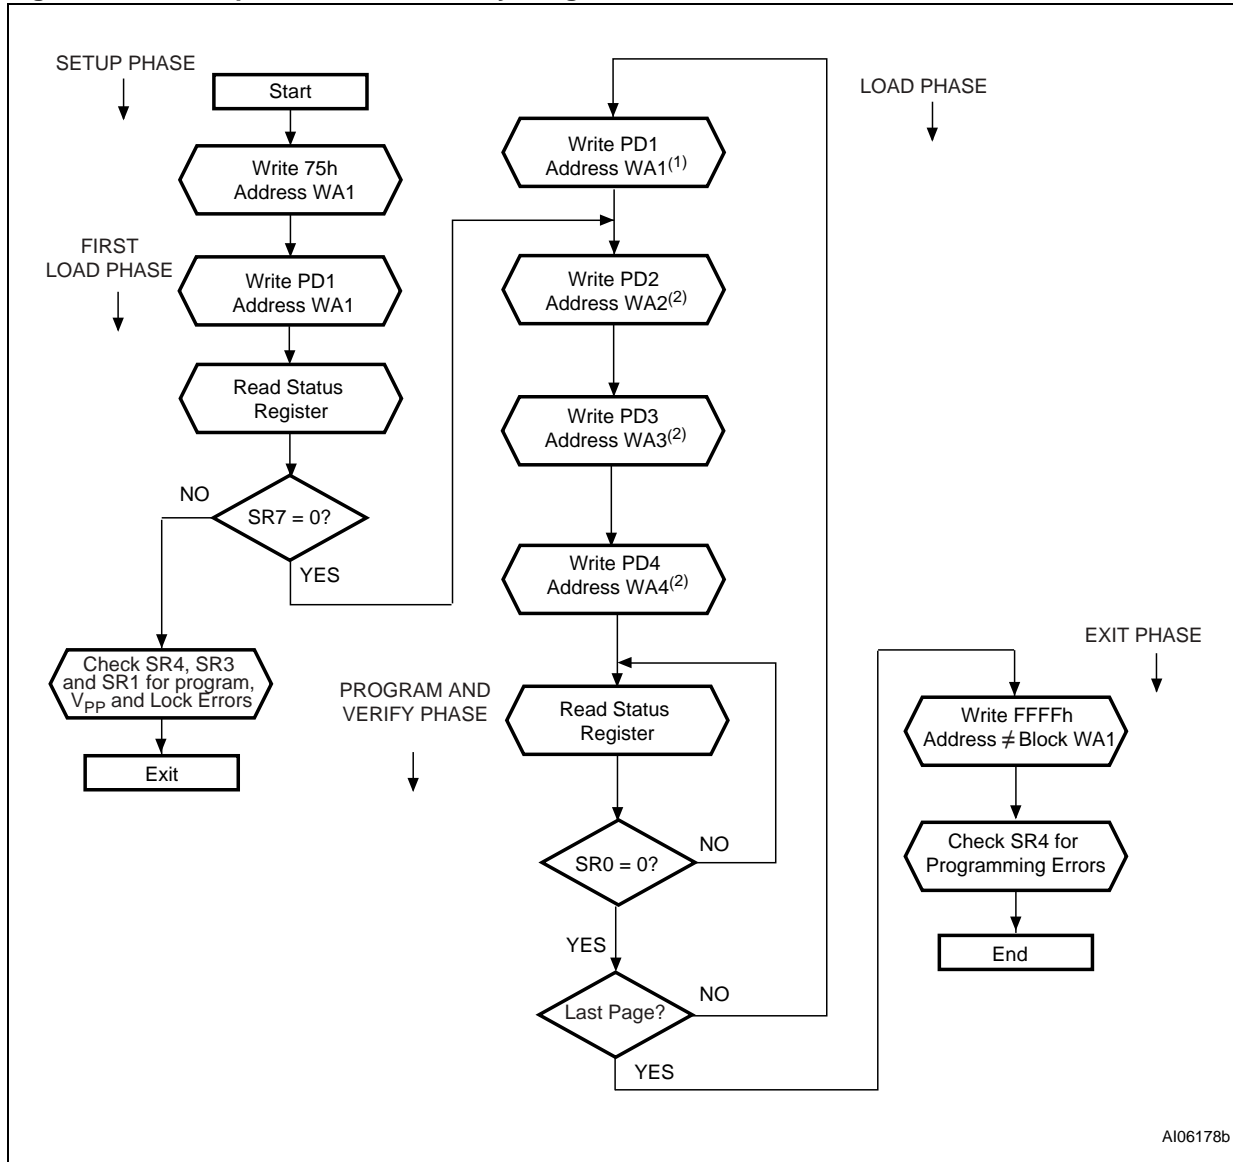 SETUP PHASE
Start
Write 75h
Address WA1
FIRST
LOAD PHASE
Write PD1
Address WA1
Read Status
Register
NO
SR7 = 0?
YES
Check SR4, SR3
and SR1 for program,
VPP and Lock Errors
Exit
LOAD PHASE
Write PD1
Address WA1(1)
Write PD2
Address WA2(2)
Write PD3
Address WA3(2)
Write PD4
Address WA4(2)
PROGRAM AND
VERIFY PHASE
Read Status
Register
NO
SR0 = 0?
YES
NO
Last Page?
YES
EXIT PHASE
Write FFFFh
Address ≠ Block WA1
Check SR4 for
Programming Errors
End
AI06178b